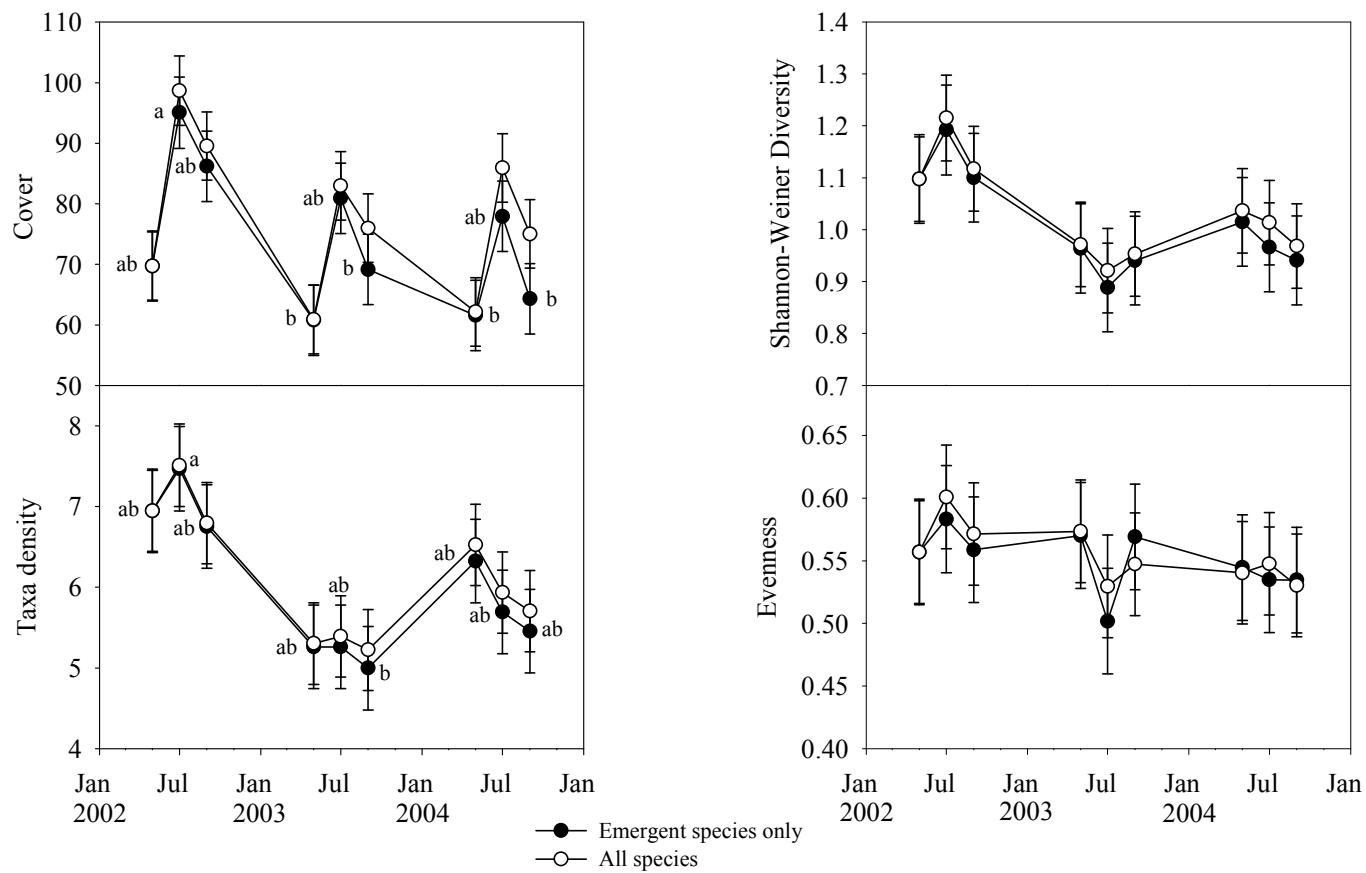 110
100
90
80
70
60
50
Cover
ab
a
ab
b
ab
b
b
ab
b
8
7
6
5
4
Taxa density
ab
a
ab
ab
ab
b
ab
ab
ab
Jan Jul Jan Jul Jan Jul Jan
2002 2003 2004
1.4
1.3
1.2
1.1
1.0
0.9
0.8
0.7
Shannon-Weiner Diversity
0.65
0.60
0.55
0.50
0.45
0.40
Evenness
Jan Jul Jan Jul Jan Jul Jan
2002 2003 2004
Emergent species only
All species